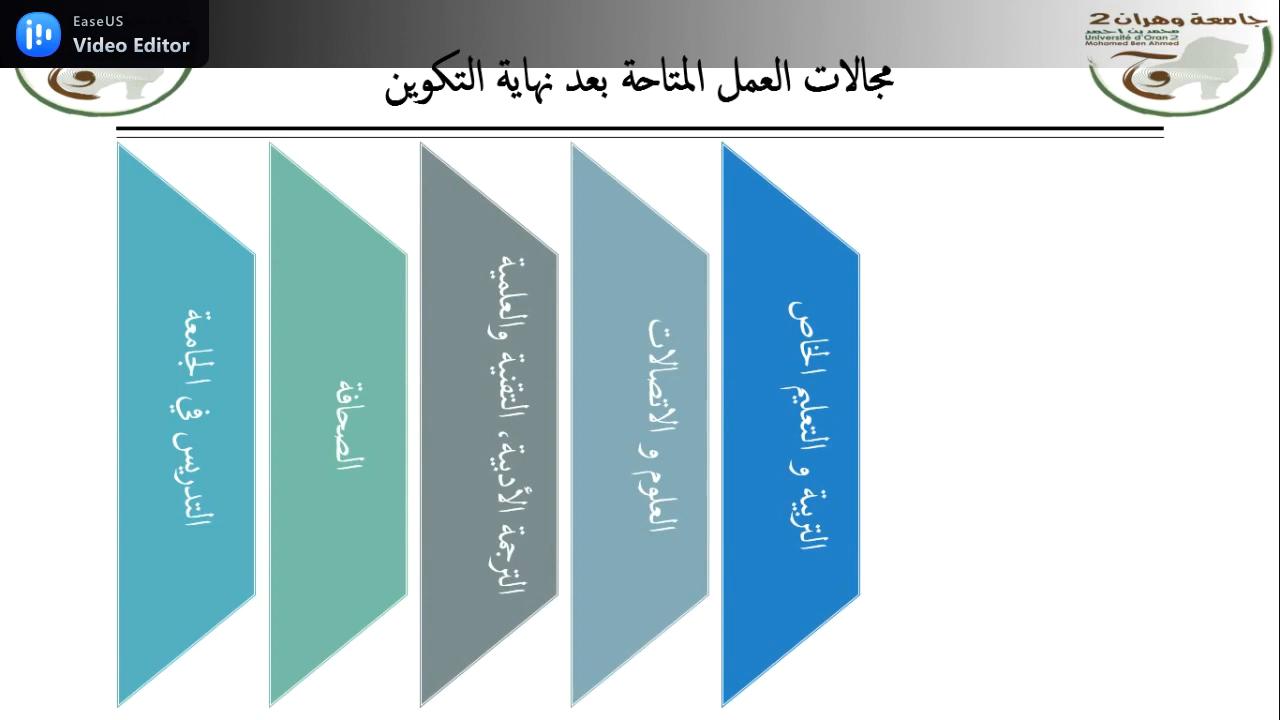 EaseUS
Video Editor
جامعة وهران 2
محمد بن أحمد
Université d'Oran 2
Mohamed Ben Ahmed
مجالات العمل المتاحة بعد نهاية التكوين
التربية و التعليم الخاص
العلوم و الاتصالات
الترجمة الأدبية، التقنية والعلمية
الصحافة
التدريس في الجامعة